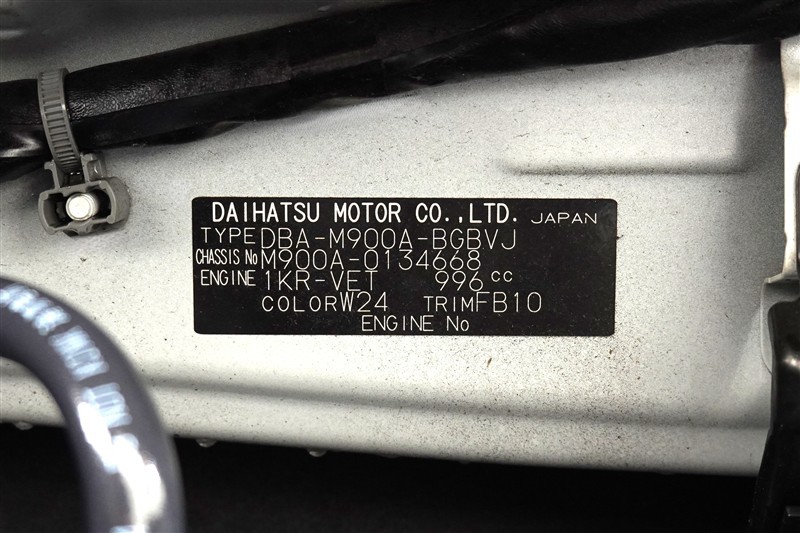 DAIHATSU MOTOR CO.,LTD. JAPAN
TYPE DBA-M900A-BGBVJ
CHASSIS No M900A-0134668
ENGINE 1KR-VET 996 cc
COLOR W24 TRIM FB10
ENGINE No